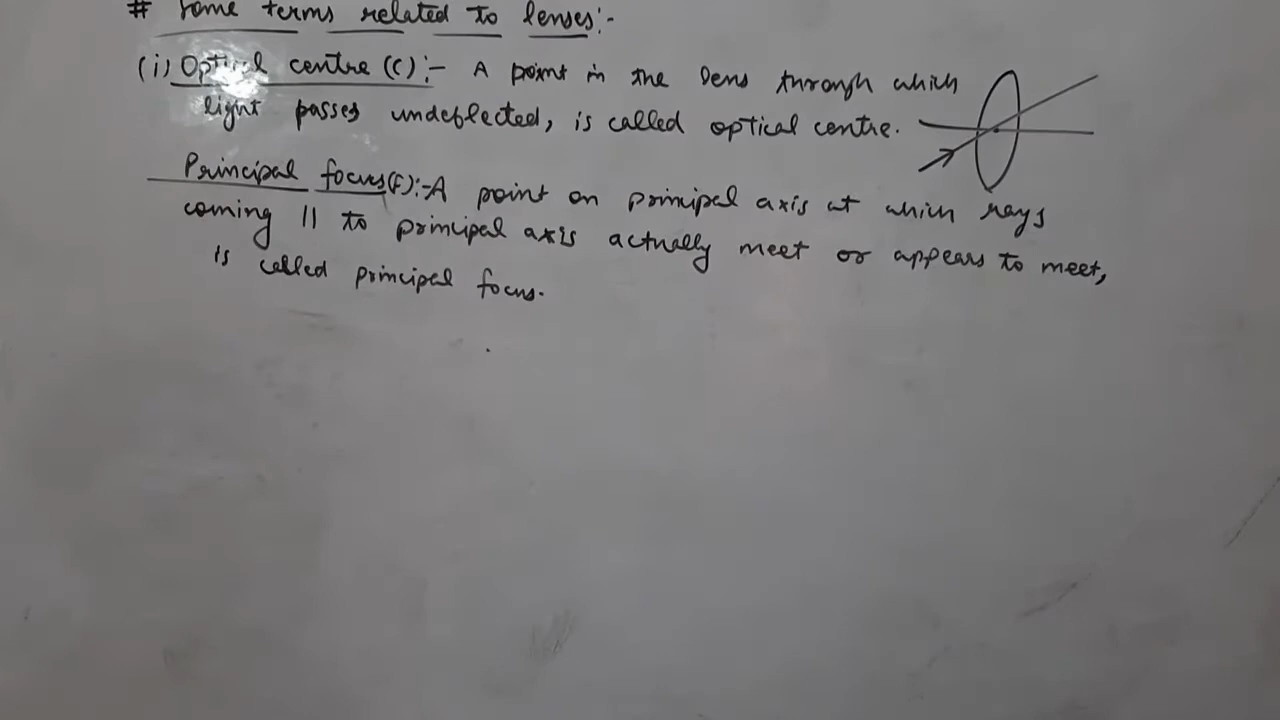 # Some terms related to lenses:-
(i) Optical centre (C):- A point in the lens through which
light passes undeflected, is called optical centre.
Principal focus(F):- A point on principal axis at which rays
coming || to principal axis actually meet or appears to meet,
is called principal focus.